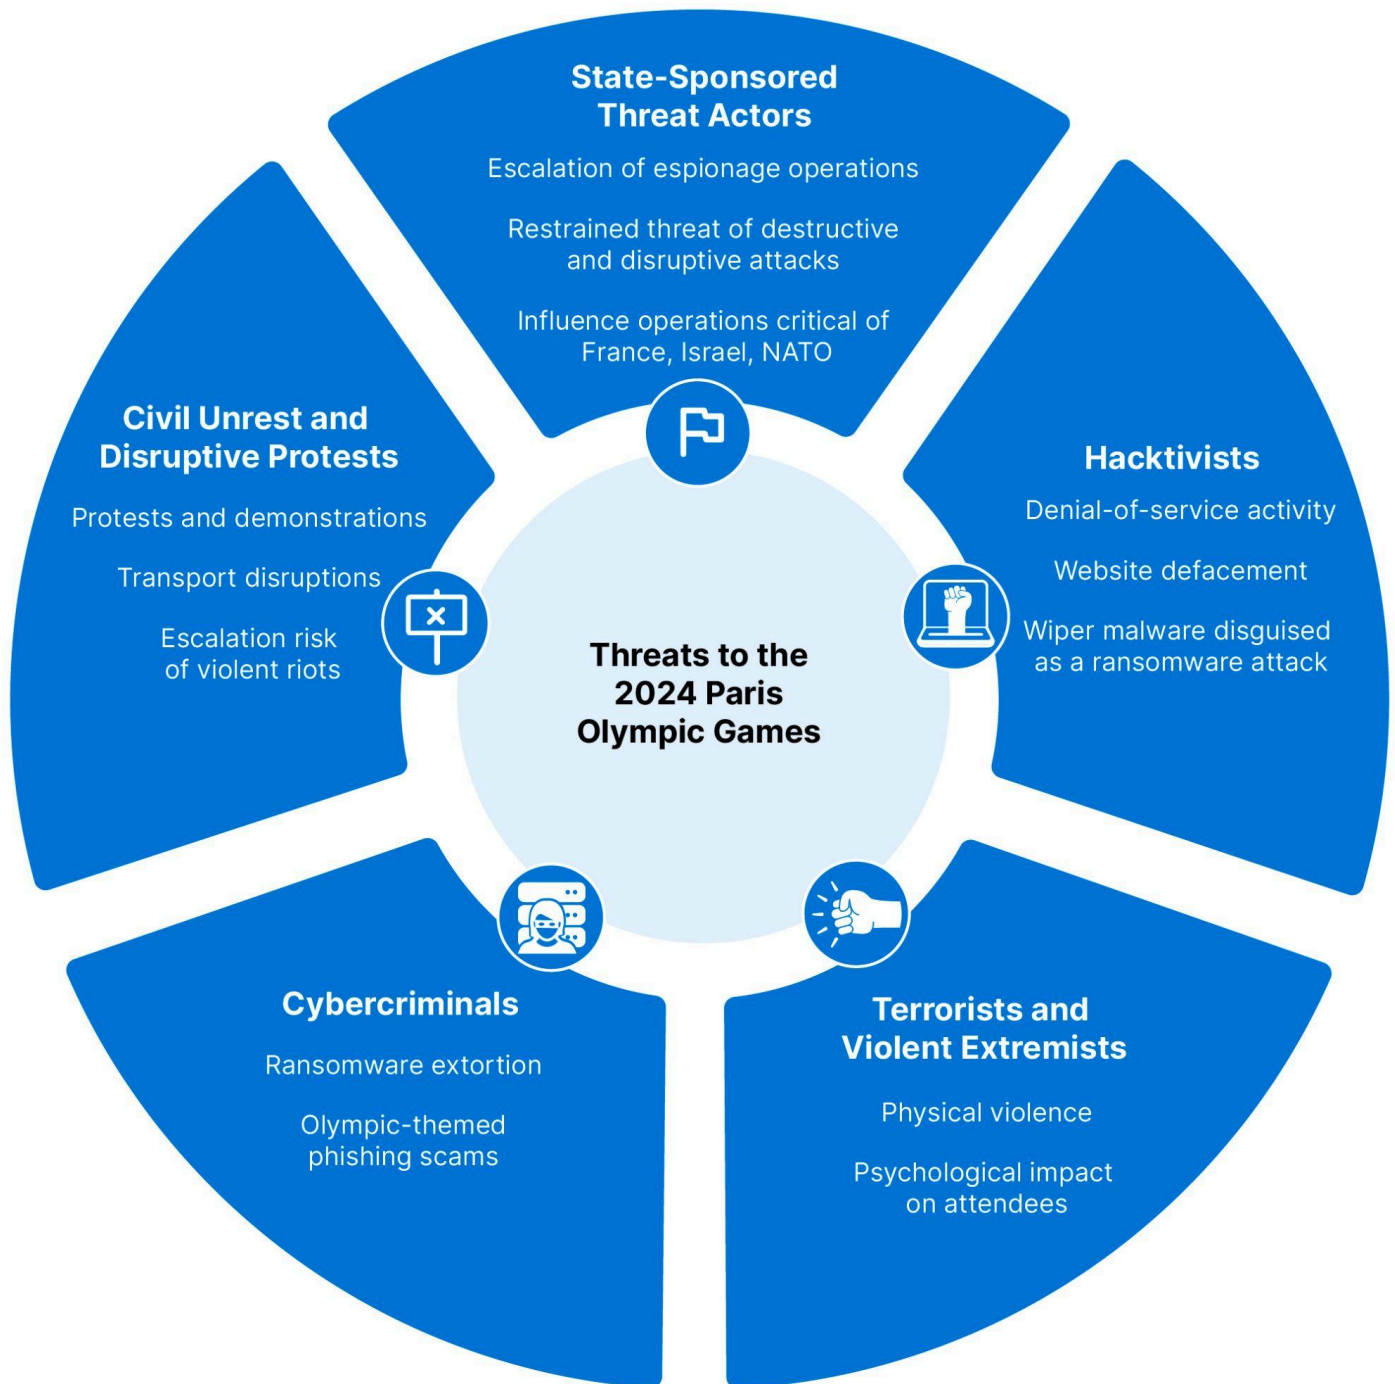 State-Sponsored
Threat Actors
Escalation of espionage operations
Restrained threat of destructive
and disruptive attacks
Influence operations critical of
France, Israel, NATO
Hacktivists
Denial-of-service activity
Website defacement
Wiper malware disguised
as a ransomware attack
Terrorists and
Violent Extremists
Physical violence
Psychological impact
on attendees
Cybercriminals
Ransomware extortion
Olympic-themed
phishing scams
Civil Unrest and
Disruptive Protests
Protests and demonstrations
Transport disruptions
Escalation risk
of violent riots
Threats to the
2024 Paris
Olympic Games